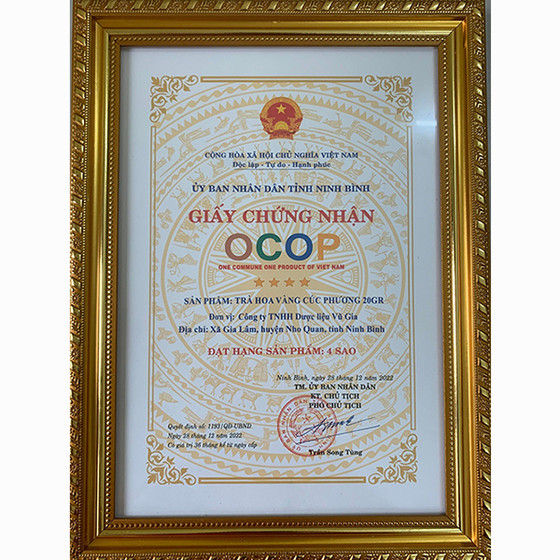 CỘNG HÒA XÃ HỘI CHỦ NGHĨA VIỆT NAM
Độc lập - Tự do - Hạnh phúc
ỦY BAN NHÂN DÂN TỈNH NINH BÌNH
GIẤY CHỨNG NHẬN
OCOP
ONE COMMUNE ONE PRODUCT OF VIET NAM
SẢN PHẨM: TRÀ HOA VÀNG CÚC PHƯƠNG 20GR
Đơn vị: Công ty TNHH Dược liệu Vũ Gia
Địa chỉ: Xã Gia Lâm, huyện Nho Quan, tỉnh Ninh Bình
ĐẠT HẠNG SẢN PHẨM: 4 SAO
Ninh Bình, ngày 28 tháng 12 năm 2022
TM. ỦY BAN NHÂN DÂN
KT. CHỦ TỊCH
PHÓ CHỦ TỊCH
Quyết định số: 1193/QĐ-UBND
Ngày 28 tháng 12 năm 2022
Có giá trị 36 tháng kể từ ngày cấp
Trần Song Tùng